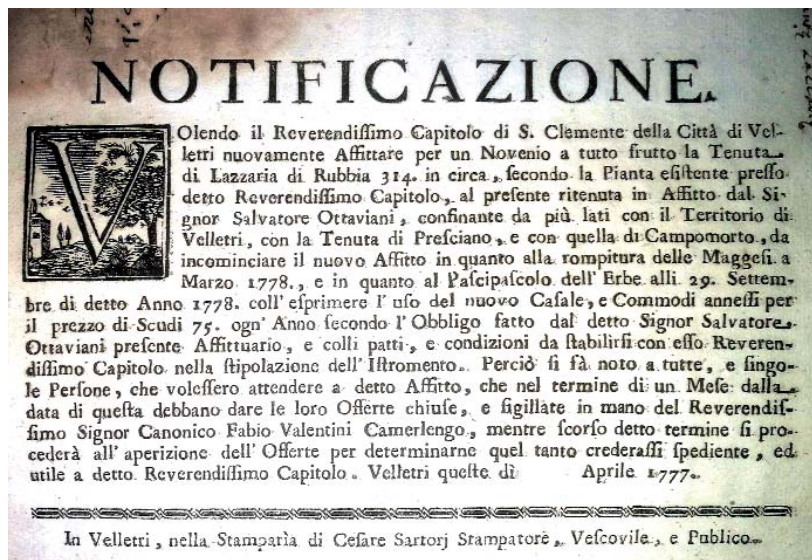 NOTIFICAZIONE.
VOlendo il Reverendiſſimo Capitolo di S. Clemente della Città di Vel-
letri nuovamente Affittare per un Novenio a tutto frutto la Tenuta
di Lazzaria di Rubbia 314. in circa, ſecondo la Pianta eſiſtente preſſo
detto Reverendiſſimo Capitolo, al preſente ritenuta in Affitto dal Si-
gnor Salvatore Ottaviani, confinante da più lati con il Territorio di
Velletri, con la Tenuta di Preſciano, e con quella di Campomorto, da
incominciare il nuovo Affitto in quanto alla rompitura delle Maggeſi a
Marzo 1778., e in quanto al Paſcipaſcolo dell' Erbe alli 29. Settem-
bre di detto Anno 1778. coll' eſprimere l' uſo del nuovo Caſale, e Commodi anneſſi per
il prezzo di Scudi 75. ogn' Anno ſecondo l' Obbligo fatto dal detto Signor Salvatore
Ottaviani preſente Affittuario, e colli patti, e condizioni da ſtabilirſi con eſſo Reveren-
diſſimo Capitolo nella ſtipolazione dell' Iſtromento. Perciò ſi fà noto a tutte, e ſingo-
le Perſone, che voleſſero attendere a detto Affitto, che nel termine di un Meſe dalla
data di queſta debbano dare le loro Offerte chiuſe, e ſigillate in mano del Reverendiſ-
ſimo Signor Canonico Fabio Valentini Camerlengo, mentre ſcorſo detto termine ſi pro-
cederà all' aperizione dell' Offerte per determinarne quel tanto crederaſſi ſpediente, ed
utile a detto Reverendiſſimo Capitolo. Velletri queſte dì Aprile 1777.
In Velletri, nella Stamparìa di Ceſare Sartorj Stampatore, Veſcovile, e Publico.